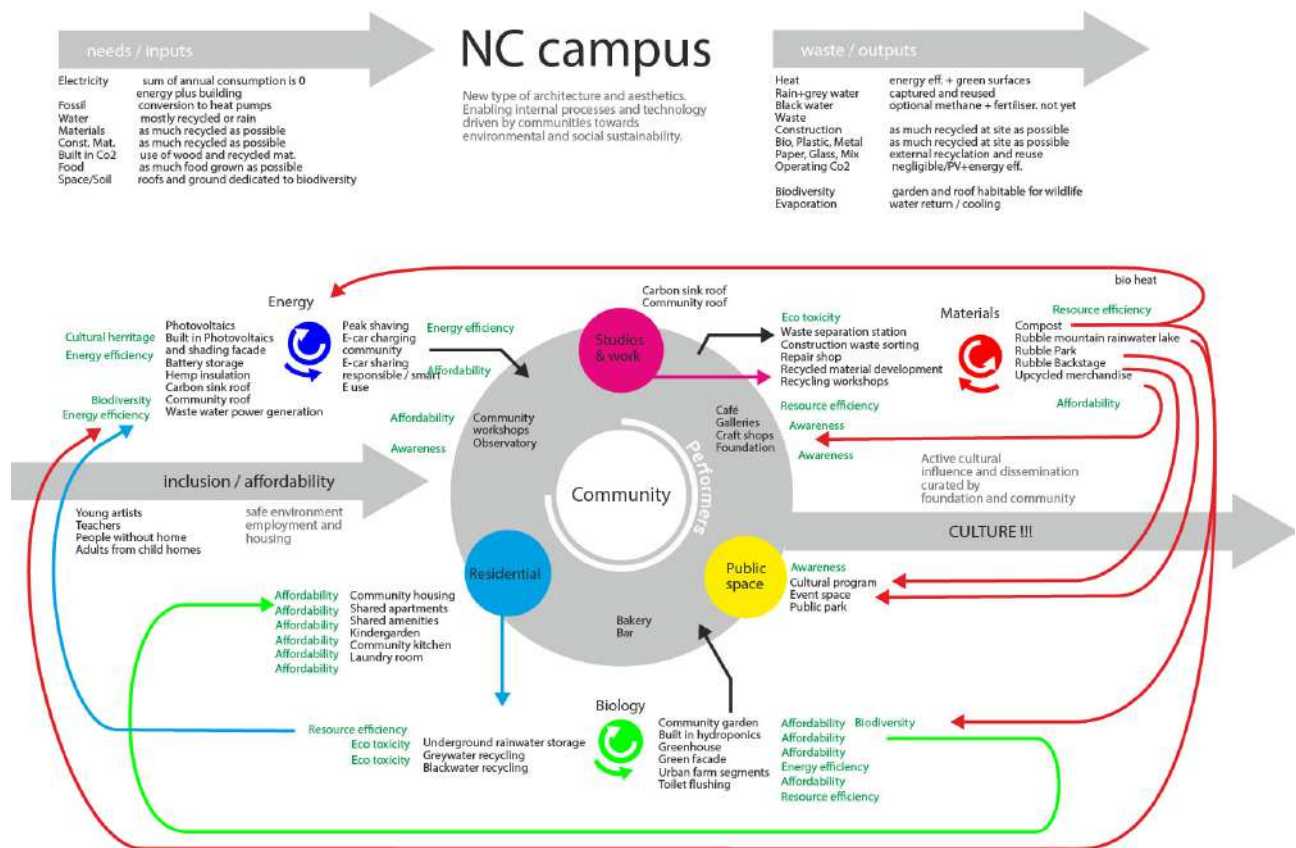 needs / inputs
Electricity sum of annual consumption is 0
energy plus building
Fossil conversion to heat pumps
Water mostly recycled or rain
Materials as much recycled as possible
Const. Mat. as much recycled as possible
Built in Co2 use of wood and recycled mat.
Food as much food grown as possible
Space/Soil roofs and ground dedicated to biodiversity
NC campus
New type of architecture and aesthetics.
Enabling internal processes and technology
driven by communities towards
environmental and social sustainability.
waste / outputs
Heat energy eff. + green surfaces
Rain+grey water captured and reused
Black water optional methane + fertiliser. not yet
Waste
Construction as much recycled at site as possible
Bio, Plastic, Metal as much recycled at site as possible
Paper, Glass, Mix external recyclation and reuse
Operating Co2 negligible/PV+energy eff.
Biodiversity garden and roof habitable for wildlife
Evaporation water return / cooling
Energy
Cultural herritage
Energy efficiency
Biodiversity
Energy efficiency
Photovoltaics
Built in Photovoltaics
and shading facade
Battery storage
Hemp insulation
Carbon sink roof
Community roof
Waste water power generation
Peak shaving
E-car charging
community
E-car sharing
responsible / smart
E use
Energy efficiency
Affordability
Affordability
Awareness
Community
workshops
Observatory
Carbon sink roof
Community roof
Studios
& work
Eco toxicity
Waste separation station
Construction waste sorting
Repair shop
Recycled material development
Recycling workshops
Resource efficiency
Awareness
Awareness
Café
Galleries
Craft shops
Foundation
Materials
bio heat
Resource efficiency
Compost
Rubble mountain rainwater lake
Rubble Park
Rubble Backstage
Upcycled merchandise
Affordability
inclusion / affordability
Young artists
Teachers
People without home
Adults from child homes
safe environment
employment and
housing
Community
Performers
Active cultural
influence and dissemination
curated by
foundation and community
CULTURE !!!
Residential
Public
space
Awareness
Cultural program
Event space
Public park
Bakery
Bar
Affordability Community housing
Affordability Shared apartments
Affordability Shared amenities
Affordability Kindergarden
Affordability Community kitchen
Affordability Laundry room
Resource efficiency
Eco toxicity
Eco toxicity
Underground rainwater storage
Greywater recycling
Blackwater recycling
Biology
Community garden
Built in hydroponics
Greenhouse
Green facade
Urban farm segments
Toilet flushing
Affordability Biodiversity
Affordability
Affordability
Energy efficiency
Affordability
Resource efficiency